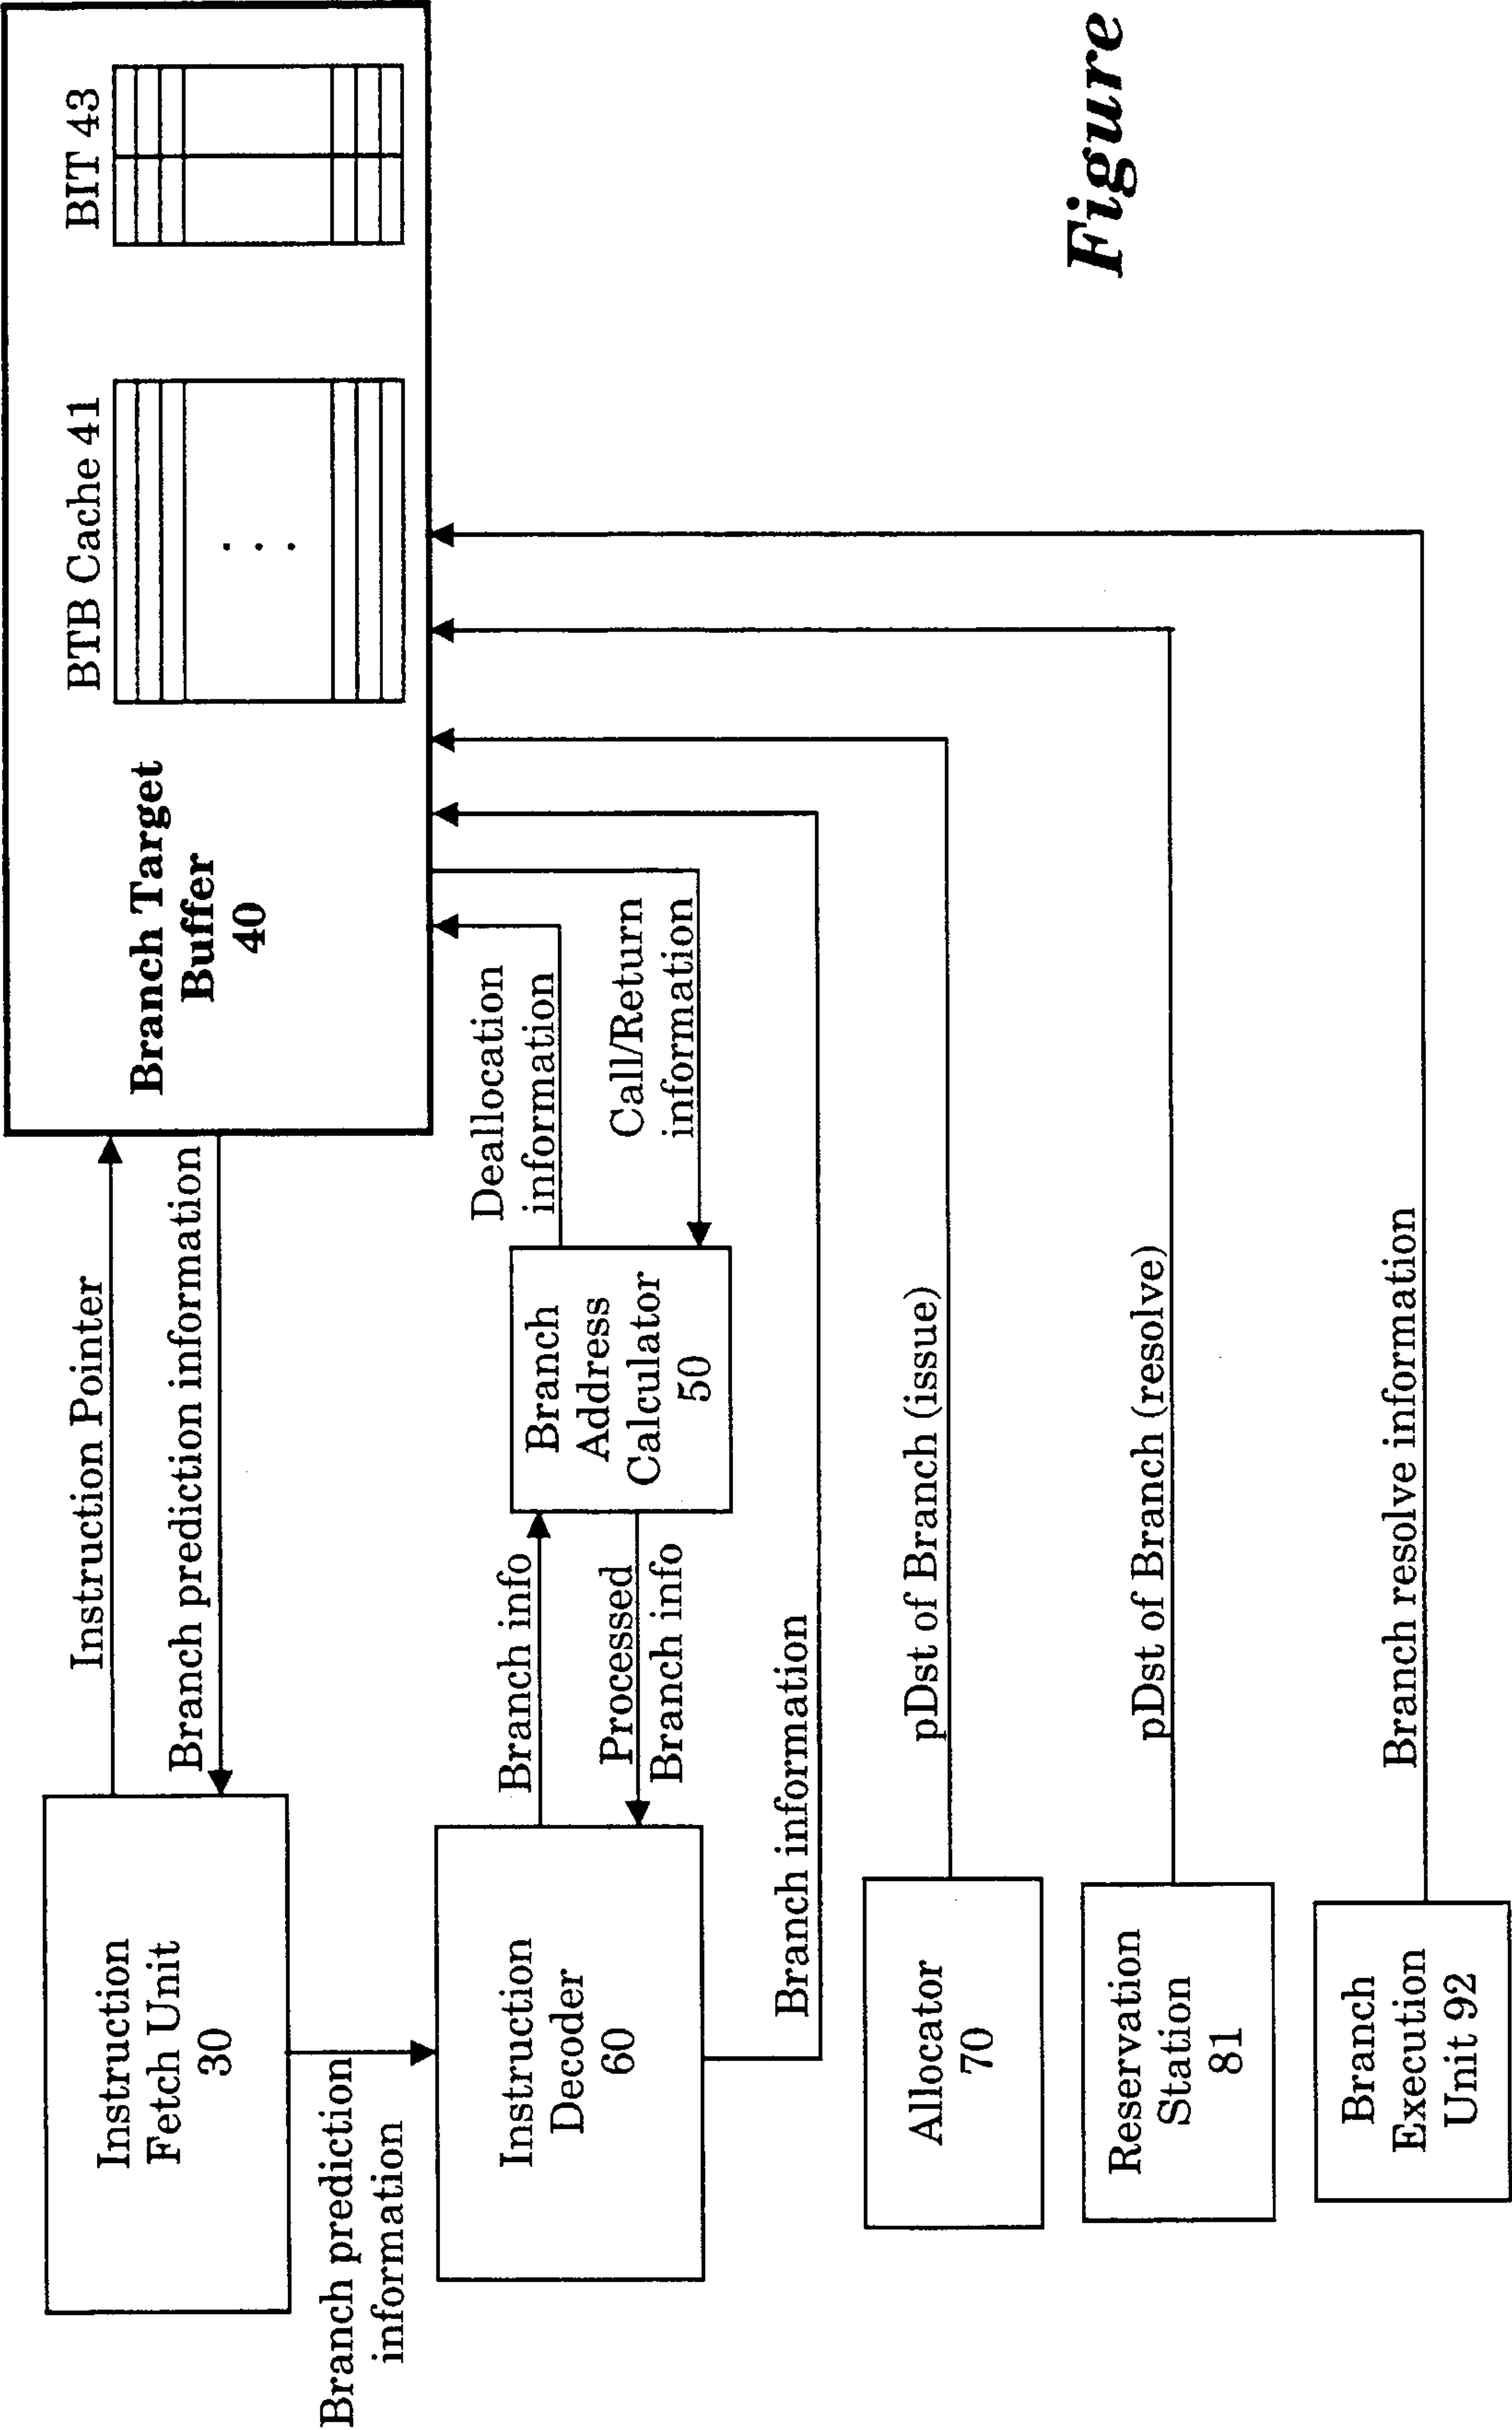 Instruction
Fetch Unit
30
Instruction Pointer
Branch prediction information
Branch Target
Buffer
40
BTB Cache 41
. . .
BIT 43
Branch prediction
information
Instruction
Decoder
60
Branch info
Processed
Branch info
Branch
Address
Calculator
50
Deallocation
information
Call/Return
information
Branch information
Allocator
70
pDst of Branch (issue)
Reservation
Station
81
pDst of Branch (resolve)
Branch
Execution
Unit 92
Branch resolve information
Figure